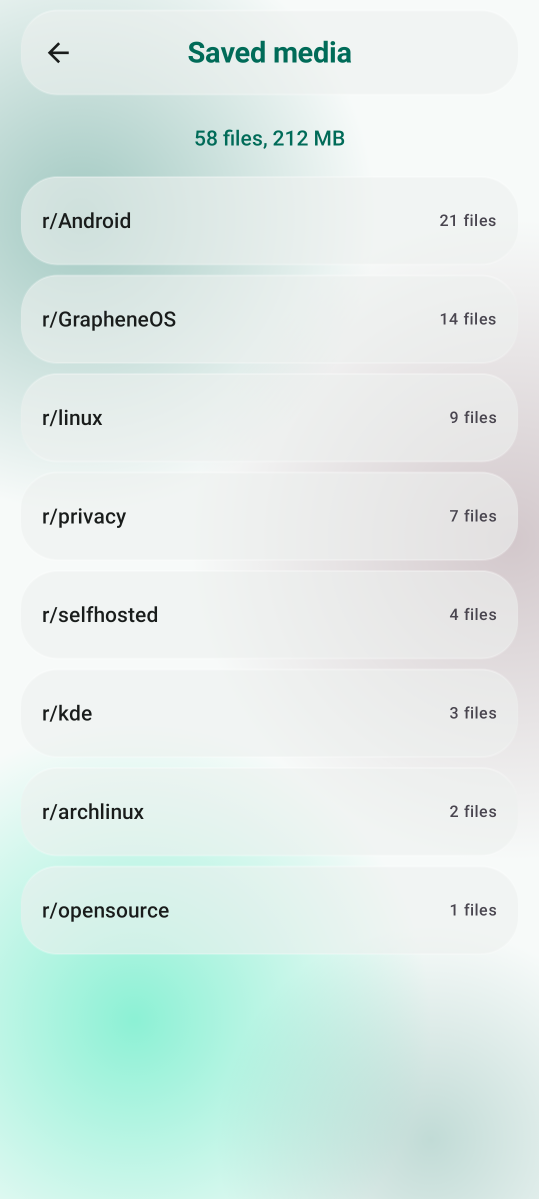 Saved media
58 files, 212 MB
r/Android 21 files
r/GrapheneOS 14 files
r/linux 9 files
r/privacy 7 files
r/selfhosted 4 files
r/kde 3 files
r/archlinux 2 files
r/opensource 1 files